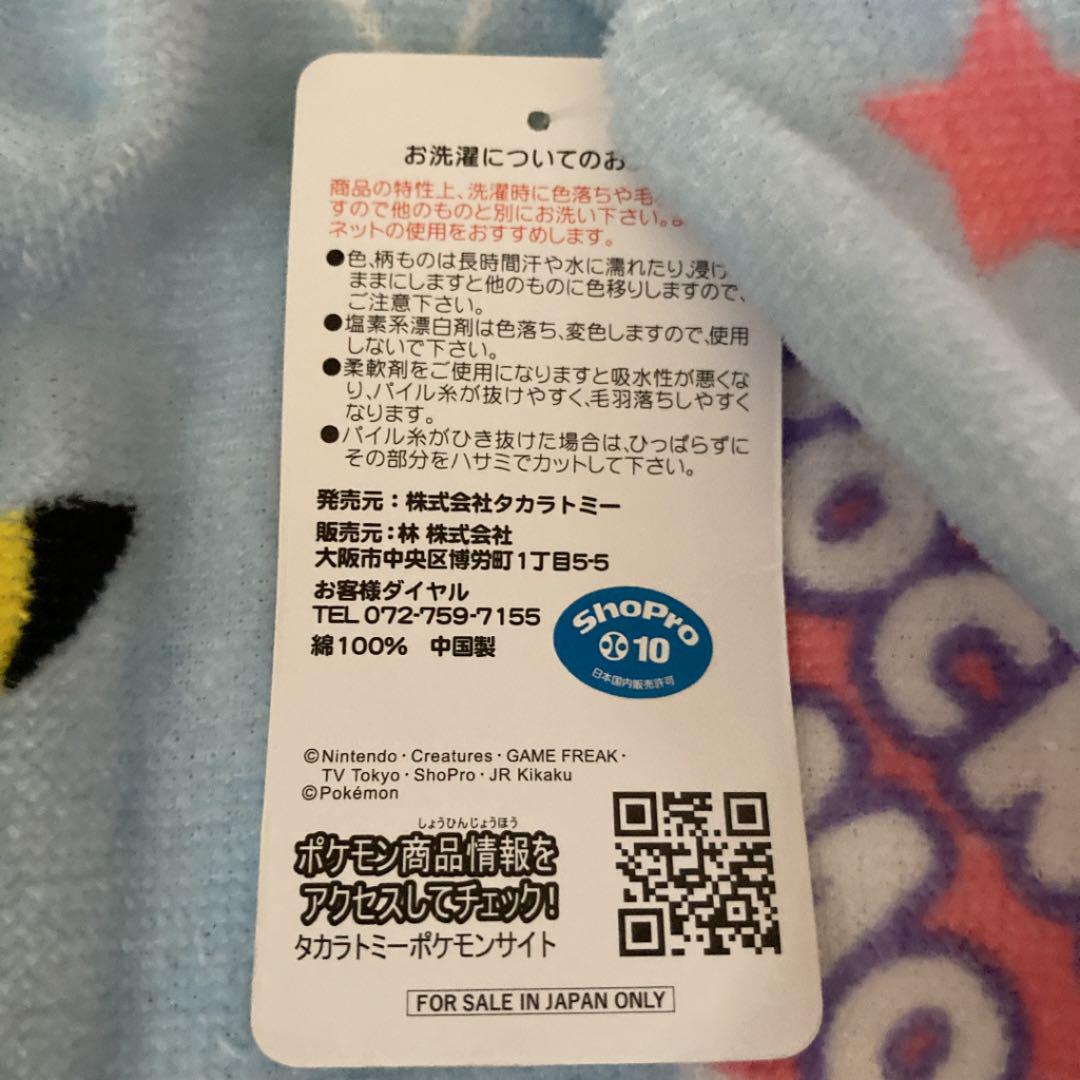 お洗濯についてのお
商品の特性上、洗濯時に色落ちや毛
すので他のものと別にお洗い下さい。
ネットの使用をおすすめします。
●色、柄ものは長時間汗や水に濡れたり、浸け
ままにしますと他のものに色移りしますので、
ご注意下さい。
●塩素系漂白剤は色落ち、変色しますので、使用
しないで下さい。
●柔軟剤をご使用になりますと吸水性が悪くな
り、パイル糸が抜けやすく、毛羽落ちしやすく
なります。
●パイル糸がひき抜けた場合は、ひっぱらずに
その部分をハサミでカットして下さい。
発売元：株式会社タカラトミー
販売元：林 株式会社
大阪市中央区博労町1丁目5-5
お客様ダイヤル
TEL 072-759-7155
綿100% 中国製
ShoPro
10
日本国内販売許可
©Nintendo・Creatures・GAME FREAK・
TV Tokyo・ShoPro・JR Kikaku
©Pokémon
しょうひんじょうほう
ポケモン商品情報を
アクセスしてチェック!
タカラトミーポケモンサイト
FOR SALE IN JAPAN ONLY